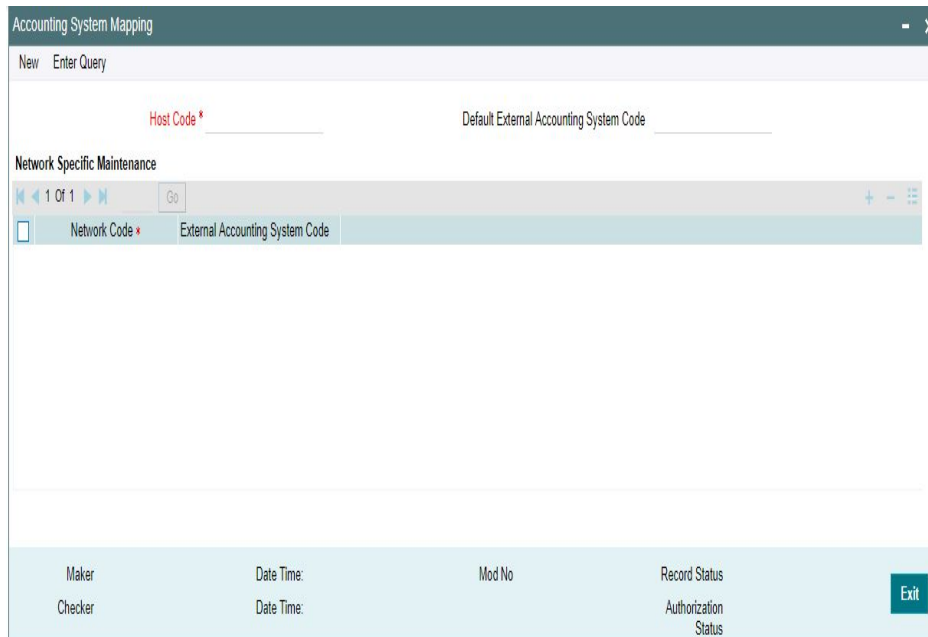 Accounting System Mapping
New Enter Query
Host Code * Default External Accounting System Code
Network Specific Maintenance
1 Of 1 Go
Network Code * External Accounting System Code
Maker Date Time: Mod No Record Status
Exit
Checker Date Time: Authorization
Status